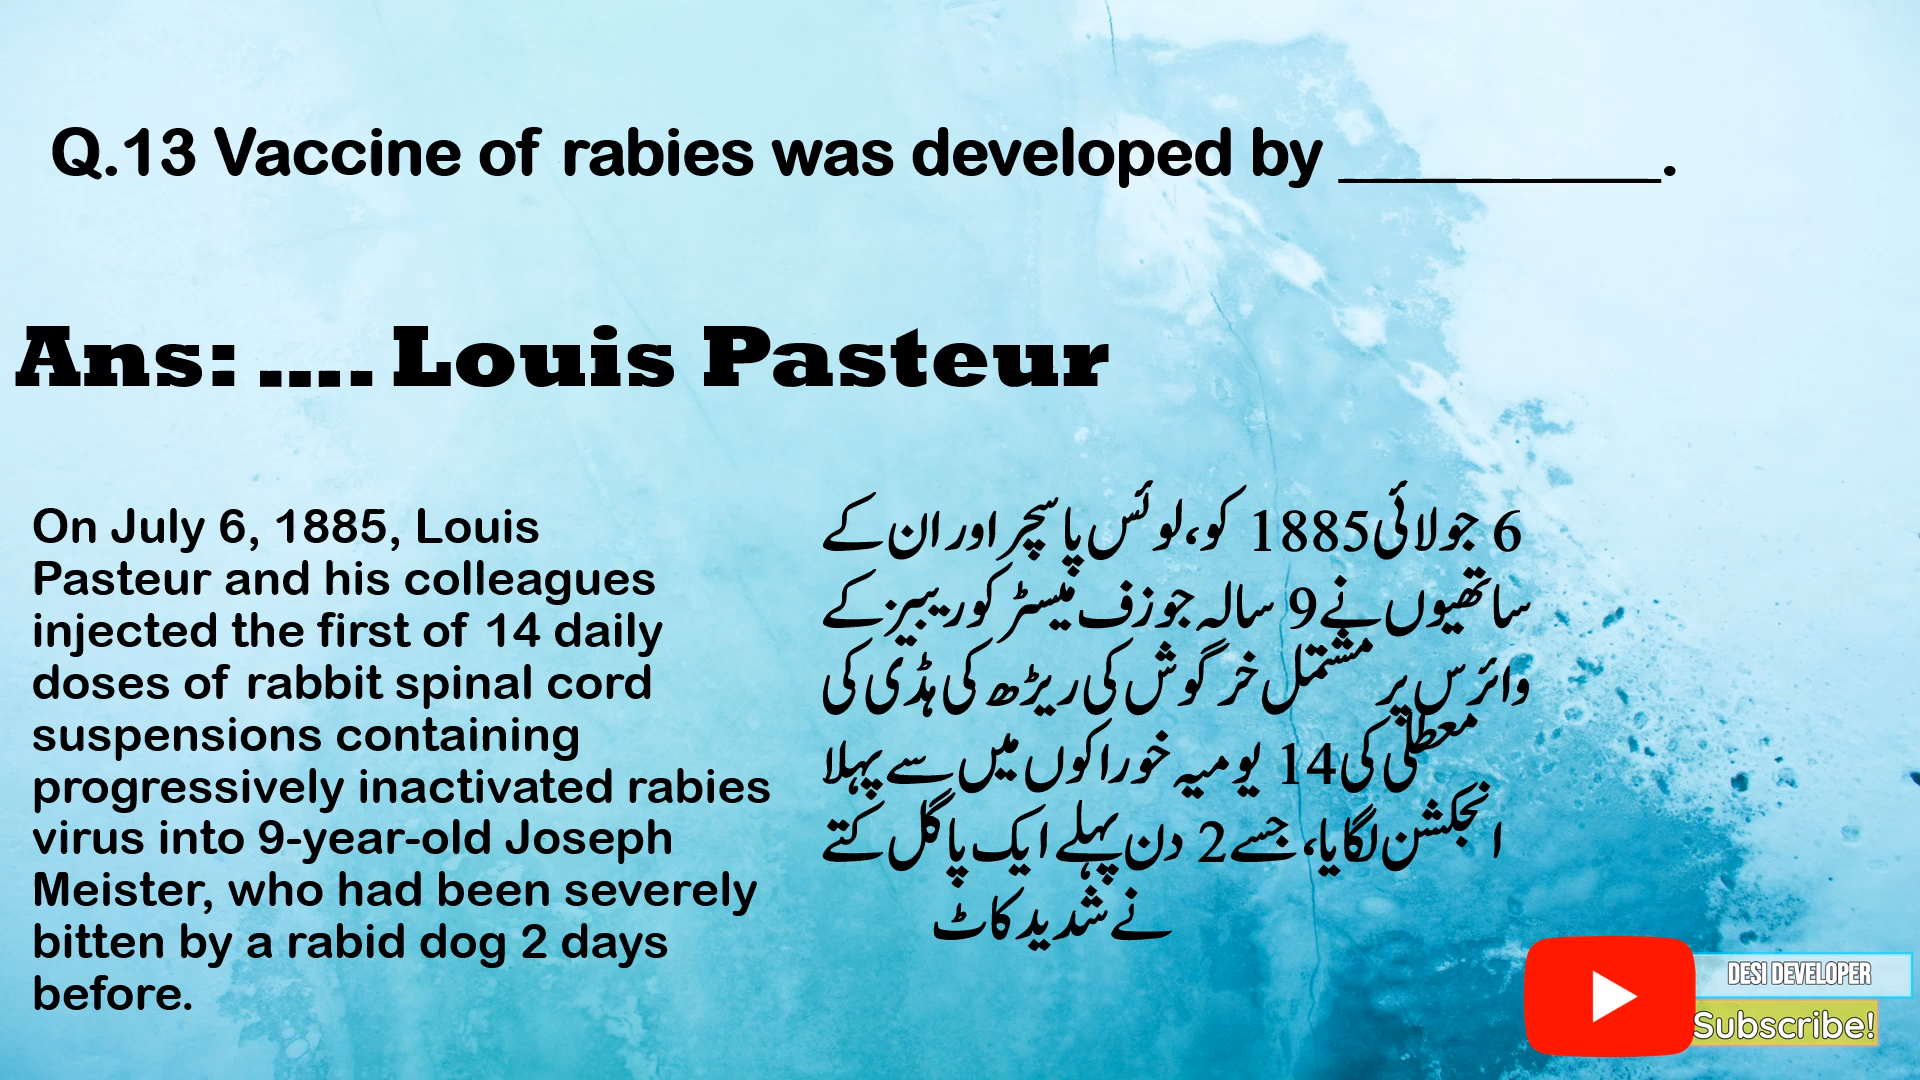 Q.13 Vaccine of rabies was developed by __________.
Ans: .... Louis Pasteur
On July 6, 1885, Louis
Pasteur and his colleagues
injected the first of 14 daily
doses of rabbit spinal cord
suspensions containing
progressively inactivated rabies
virus into 9-year-old Joseph
Meister, who had been severely
bitten by a rabid dog 2 days
before.
6 جولائی 1885 کو، لوئس پاسچر اور ان کے
ساتھیوں نے 9 سالہ جوزف میسٹر کو ریبیز کے
وائرس پر مشتمل خرگوش کی ریڑھ کی ہڈی کی
معطلی کی 14 یومیہ خوراکوں میں سے پہلا
انجکشن لگایا، جسے 2 دن پہلے ایک پاگل کتے
نے شدید کاٹ
DESI DEVELOPER
Subscribe!